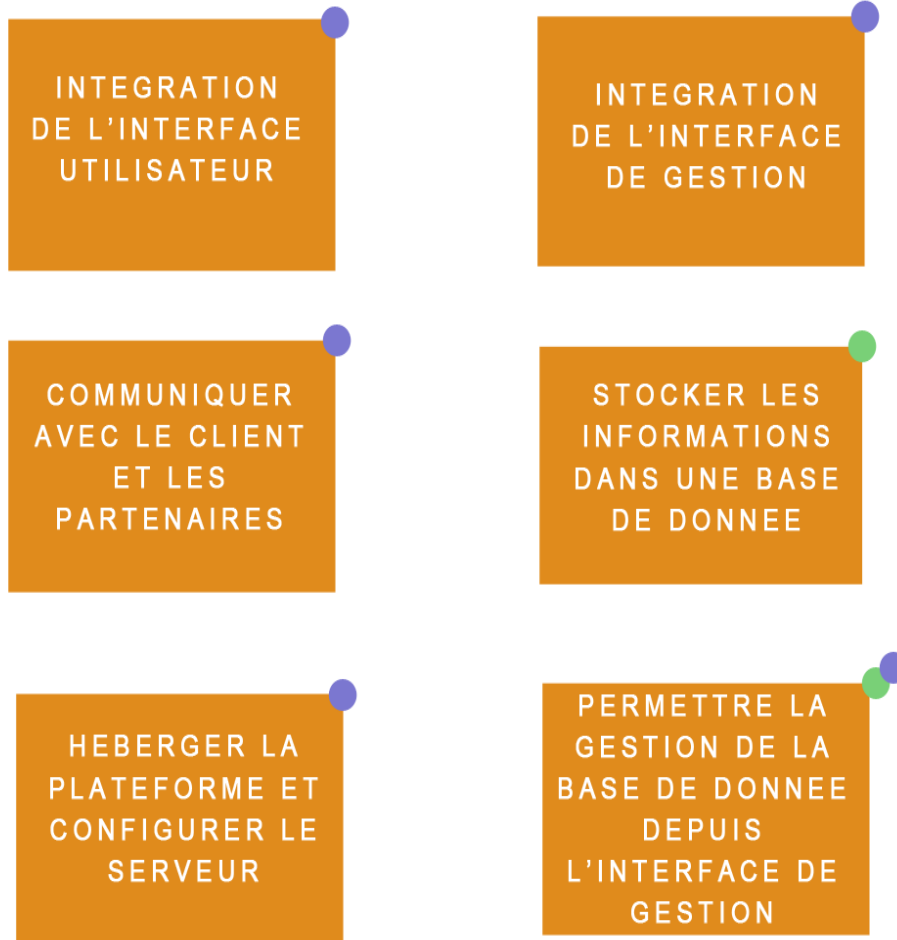 INTEGRATION
DE L'INTERFACE
UTILISATEUR
INTEGRATION
DE L'INTERFACE
DE GESTION
COMMUNIQUER
AVEC LE CLIENT
ET LES
PARTENAIRES
STOCKER LES
INFORMATIONS
DANS UNE BASE
DE DONNEE
HEBERGER LA
PLATEFORME ET
CONFIGURER LE
SERVEUR
PERMETTRE LA
GESTION DE LA
BASE DE DONNEE
DEPUIS
L'INTERFACE DE
GESTION